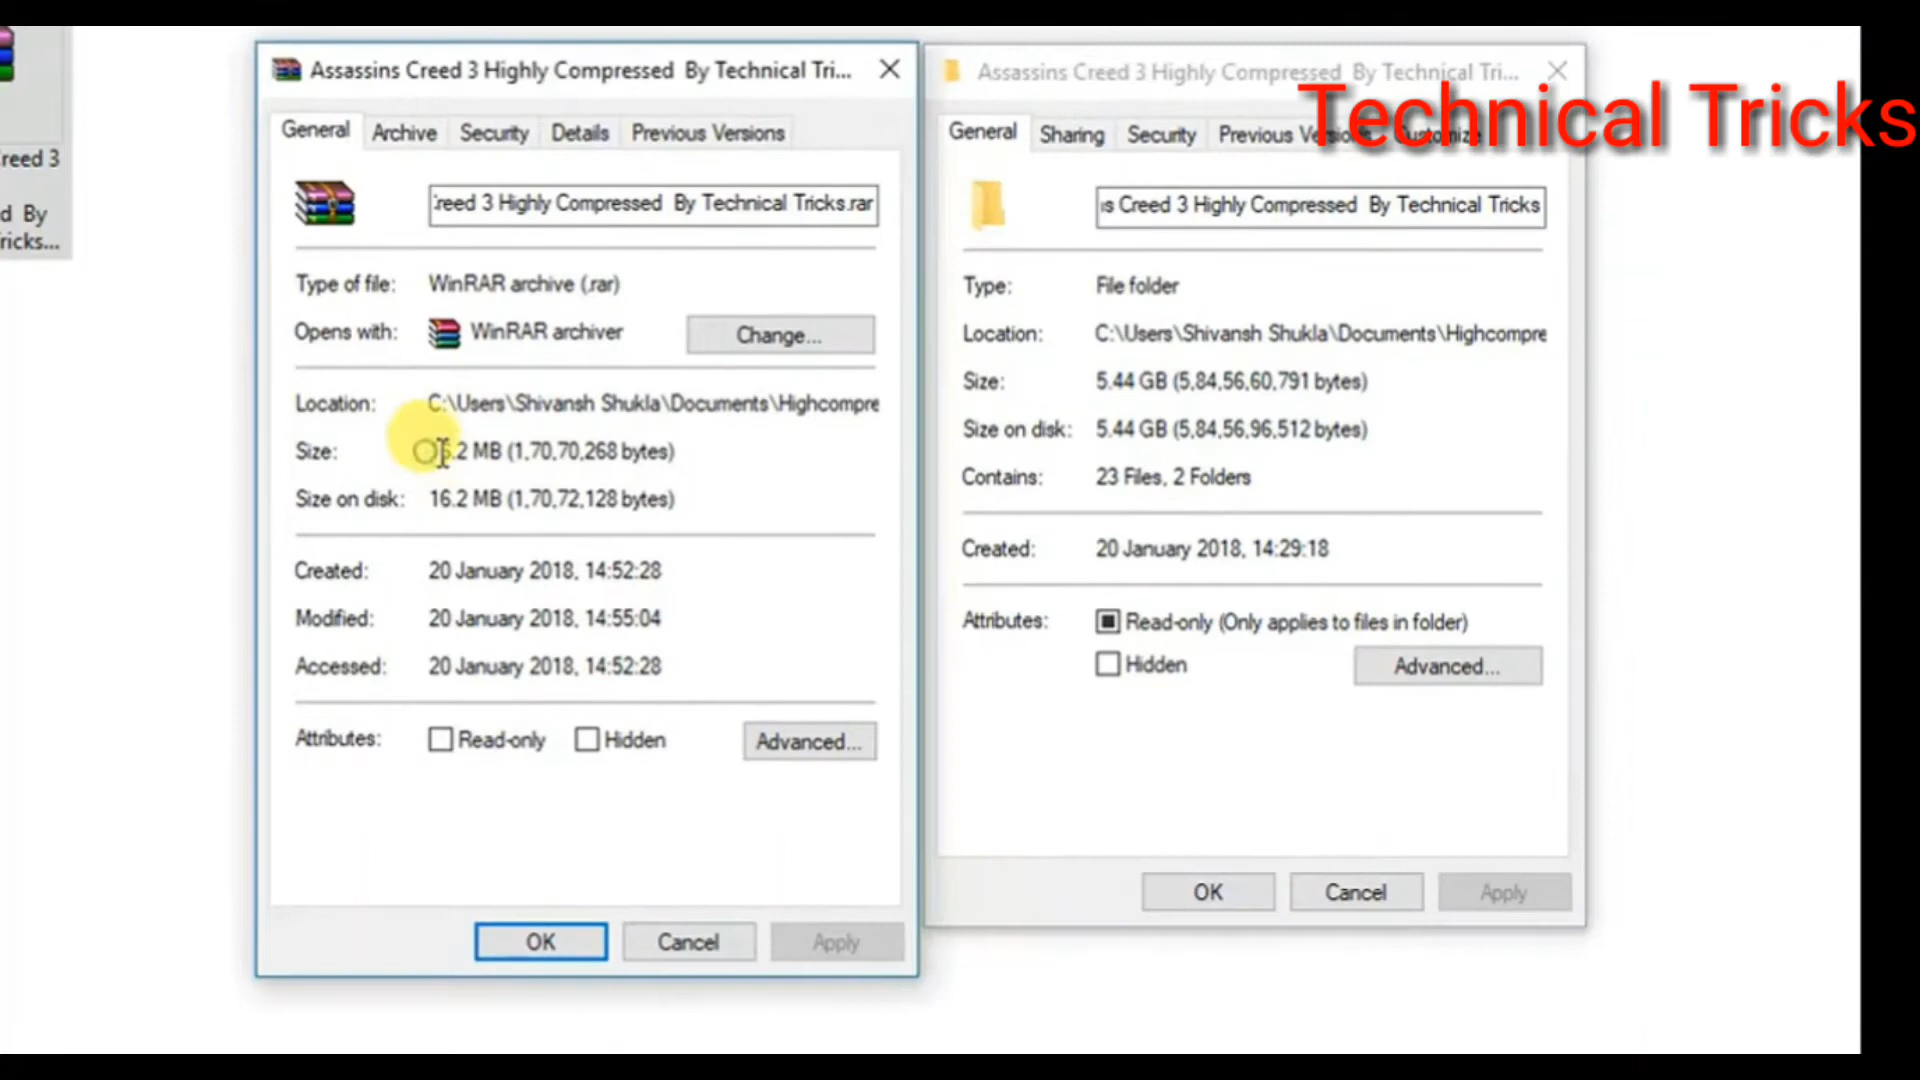 reed 3
d By
ricks...
Assassins Creed 3 Highly Compressed By Technical Tri...
General Archive Security Details Previous Versions
reed 3 Highly Compressed By Technical Tricks.rar
Type of file: WinRAR archive (.rar)
Opens with: WinRAR archiver Change...
Location: C:\Users\Shivansh Shukla\Documents\Highcompre
Size: 6.2 MB (1,70,70,268 bytes)
Size on disk: 16.2 MB (1,70,72,128 bytes)
Created: 20 January 2018, 14:52:28
Modified: 20 January 2018, 14:55:04
Accessed: 20 January 2018, 14:52:28
Attributes: Read-only Hidden Advanced...
OK Cancel Apply
Assassins Creed 3 Highly Compressed By Technical Tri...
Technical Tricks
General Sharing Security Previous Versions Customize
is Creed 3 Highly Compressed By Technical Tricks
Type: File folder
Location: C:\Users\Shivansh Shukla\Documents\Highcompre
Size: 5.44 GB (5,84,56,60,791 bytes)
Size on disk: 5.44 GB (5,84,56,96,512 bytes)
Contains: 23 Files, 2 Folders
Created: 20 January 2018, 14:29:18
Attributes: Read-only (Only applies to files in folder)
Hidden Advanced...
OK Cancel Apply